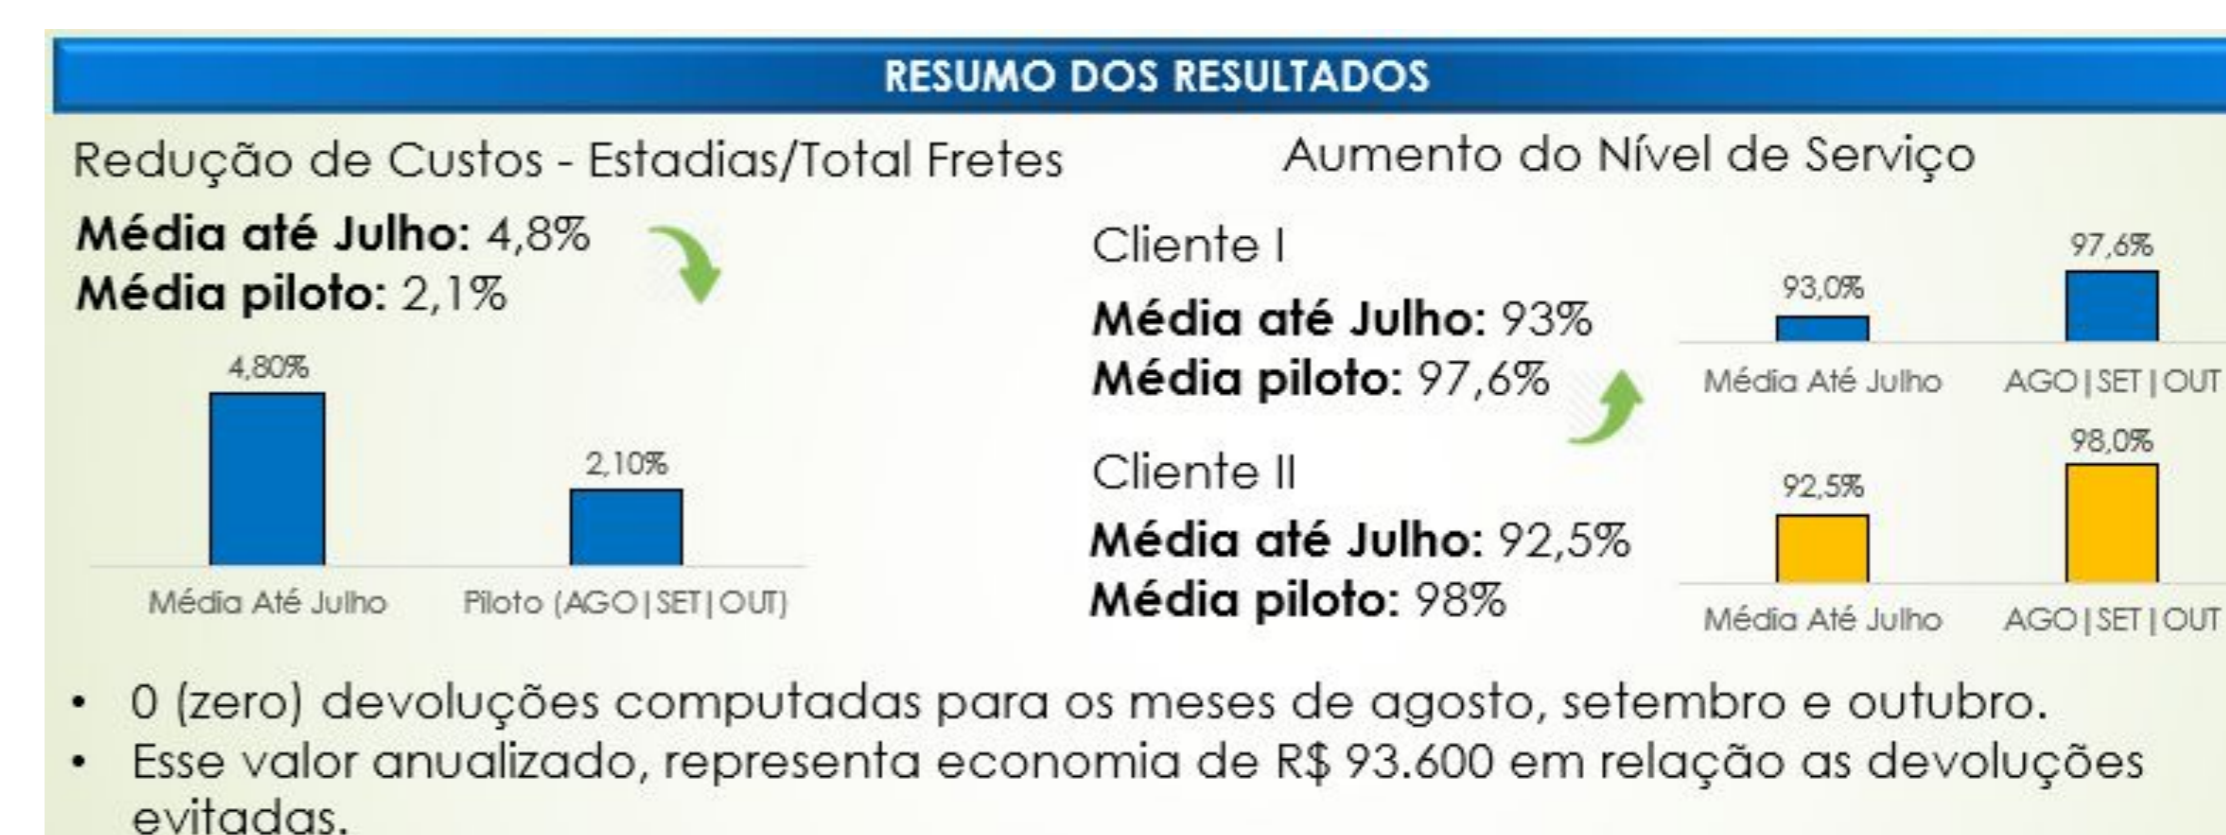 RESUMO DOS RESULTADOS
Redução de Custos - Estadias/Total Fretes
Média até Julho: 4,8%
Média piloto: 2,1%
4,80%
2,10%
Média Até Julho
Piloto (AGO|SET|OUT)
Aumento do Nível de Serviço
Cliente I
Média até Julho: 93%
Média piloto: 97,6%
93,0%
97,6%
Média Até Julho
AGO|SET|OUT
Cliente II
Média até Julho: 92,5%
Média piloto: 98%
92,5%
98,0%
Média Até Julho
AGO|SET|OUT
• 0 (zero) devoluções computadas para os meses de agosto, setembro e outubro.
• Esse valor anualizado, representa economia de R$ 93.600 em relação as devoluções
evitadas.